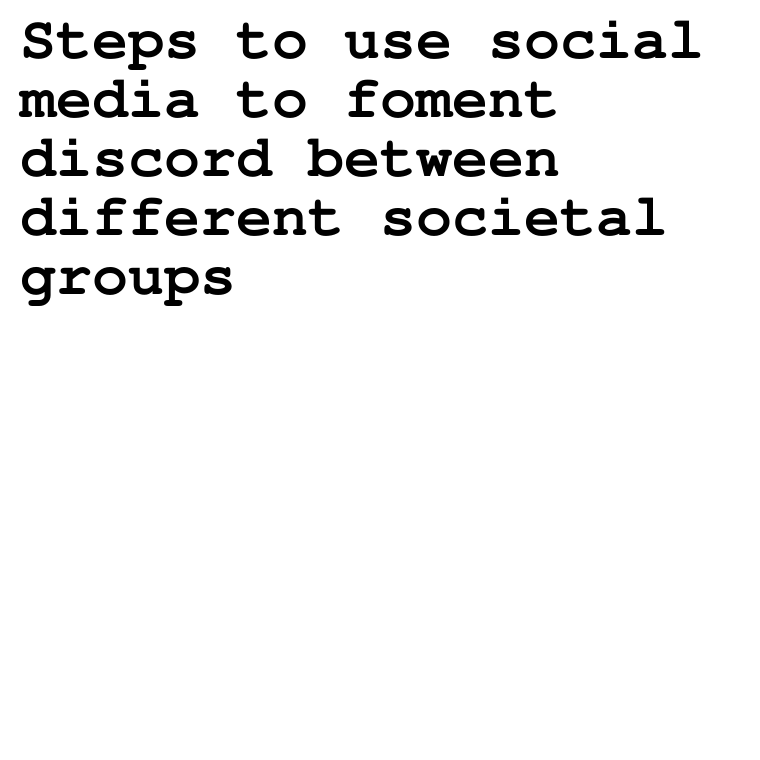 Steps to use social
media to foment
discord between
different societal
groups